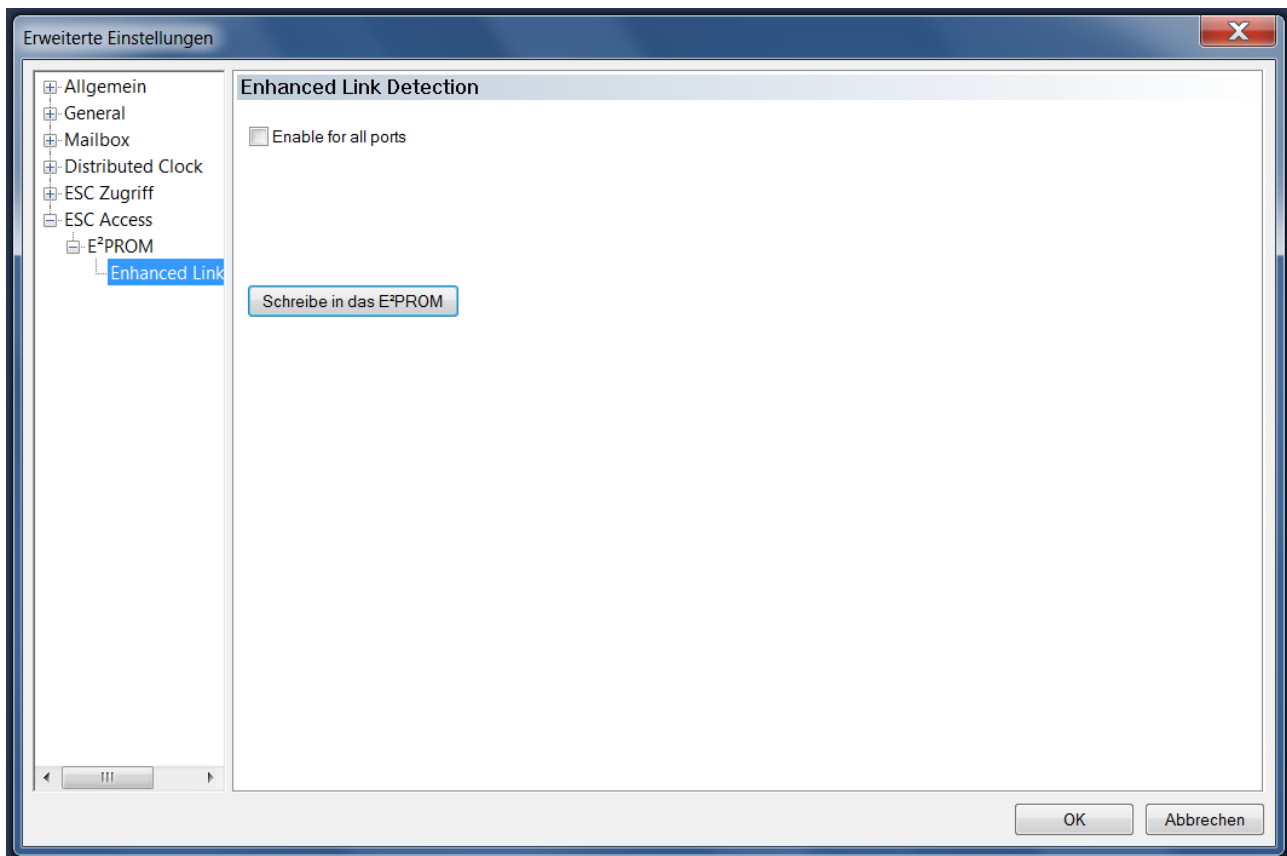 Erweiterte Einstellungen
Allgemein
General
Mailbox
Distributed Clock
ESC Zugriff
ESC Access
E²PROM
Enhanced Link
Enhanced Link Detection
Enable for all ports
Schreibe in das E²PROM
OK
Abbrechen